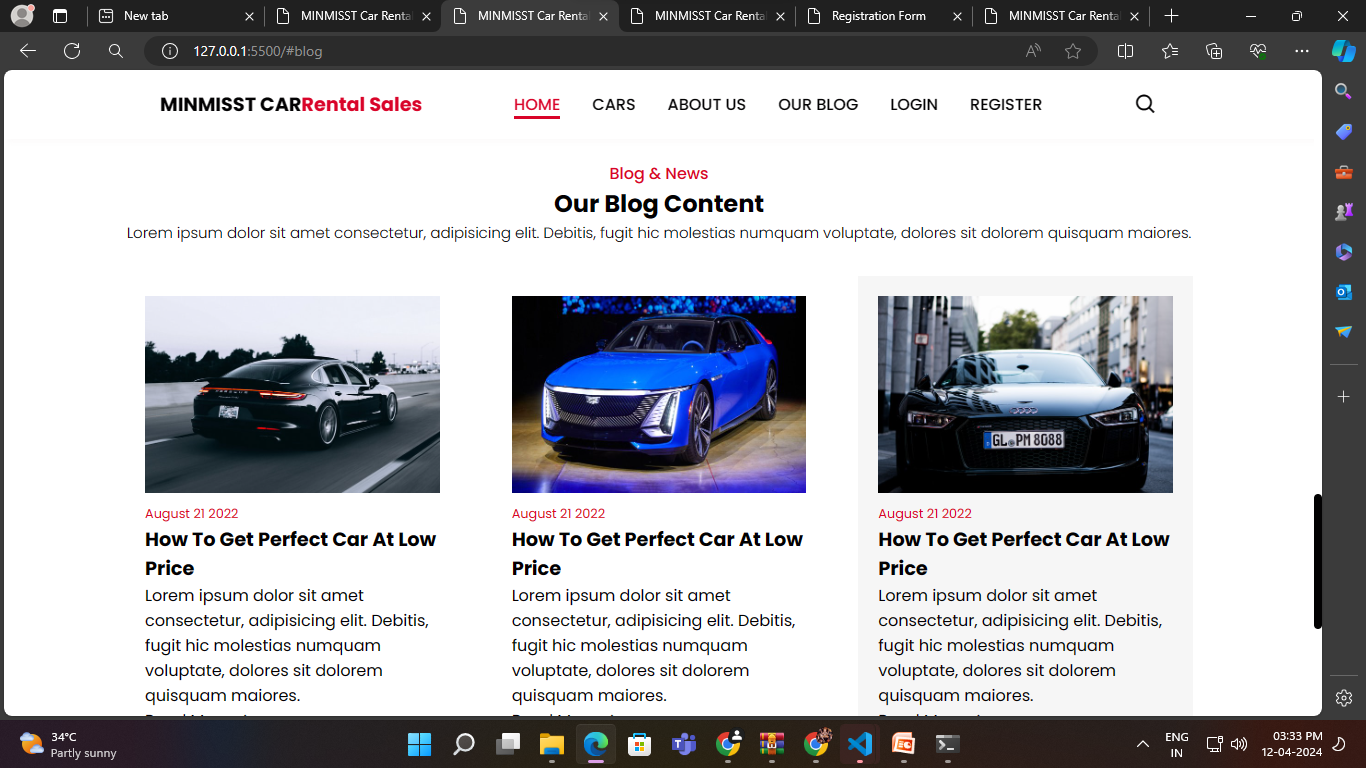 New tab
MINMISST Car Rental
MINMISST Car Renta
MINMISST Car Renta
Registration Form
MINMISST Car Renta
127.0.0.1:5500/#blog
MINMISST CARRental Sales
HOME CARS ABOUT US OUR BLOG LOGIN REGISTER
Blog & News
Our Blog Content
Lorem ipsum dolor sit amet consectetur, adipisicing elit. Debitis, fugit hic molestias numquam voluptate, dolores sit dolorem quisquam maiores.
GL PM 8088
August 21 2022
How To Get Perfect Car At Low
Price
Lorem ipsum dolor sit amet
consectetur, adipisicing elit. Debitis,
fugit hic molestias numquam
voluptate, dolores sit dolorem
quisquam maiores.
August 21 2022
How To Get Perfect Car At Low
Price
Lorem ipsum dolor sit amet
consectetur, adipisicing elit. Debitis,
fugit hic molestias numquam
voluptate, dolores sit dolorem
quisquam maiores.
August 21 2022
How To Get Perfect Car At Low
Price
Lorem ipsum dolor sit amet
consectetur, adipisicing elit. Debitis,
fugit hic molestias numquam
voluptate, dolores sit dolorem
quisquam maiores.
34°C
Partly sunny
ENG
IN
03:33 PM
12-04-2024